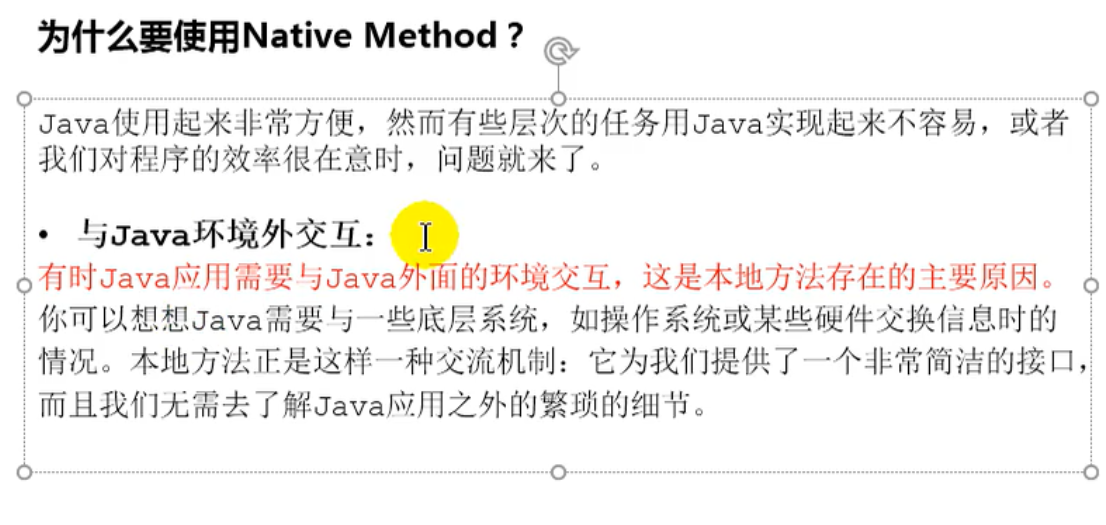 为什么要使用Native Method？
Java使用起来非常方便，然而有些层次的任务用Java实现起来不容易，或者
我们对程序的效率很在意时，问题就来了。
• 与Java环境外交互：
有时Java应用需要与Java外面的环境交互，这是本地方法存在的主要原因。
你可以想想Java需要与一些底层系统，如操作系统或某些硬件交换信息时的
情况。本地方法正是这样一种交流机制：它为我们提供了一个非常简洁的接口，
而且我们无需去了解Java应用之外的繁琐的细节。